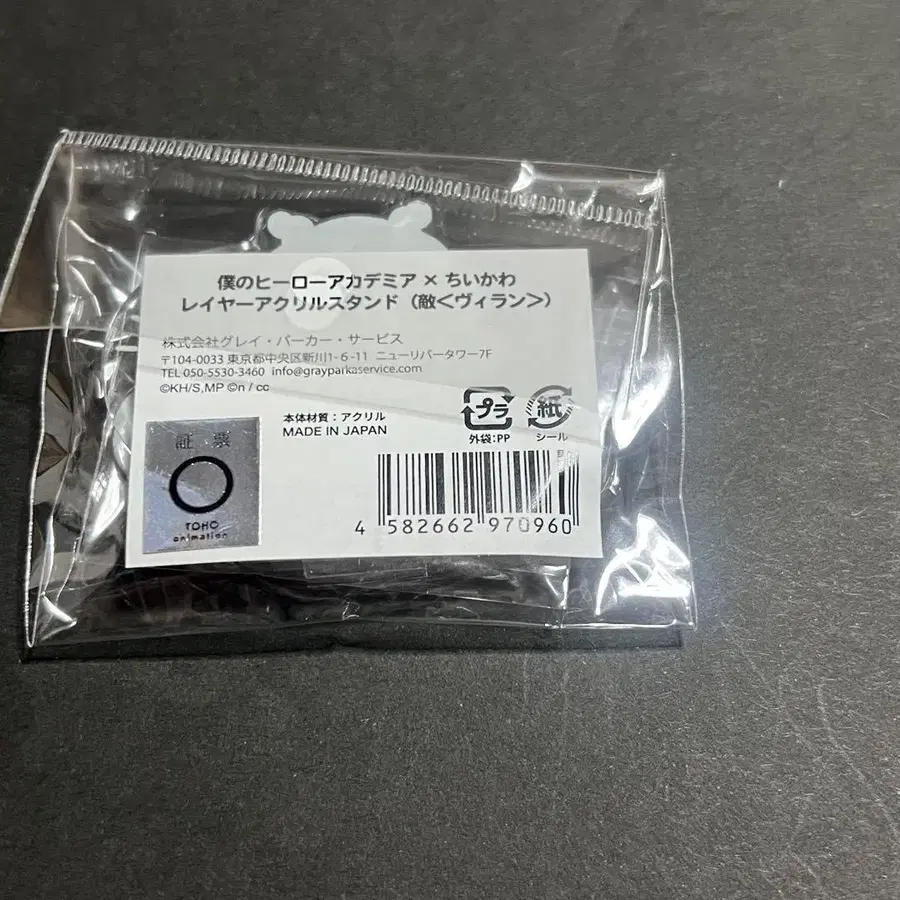 僕のヒーローアカデミア × ちいかわ
レイヤーアクリルスタンド（敵＜ヴィラン＞）
株式会社グレイ・パーカー・サービス
〒104-0033 東京都中央区新川1-6-11 ニューリバータワー7F
TEL 050-5530-3460 info@grayparkaservice.com
©KH/S,MP ©n / cc
本体材質：アクリル
MADE IN JAPAN
プラ
外袋：PP
紙
シール
証 票
TOHO
animation
4 582662 970960